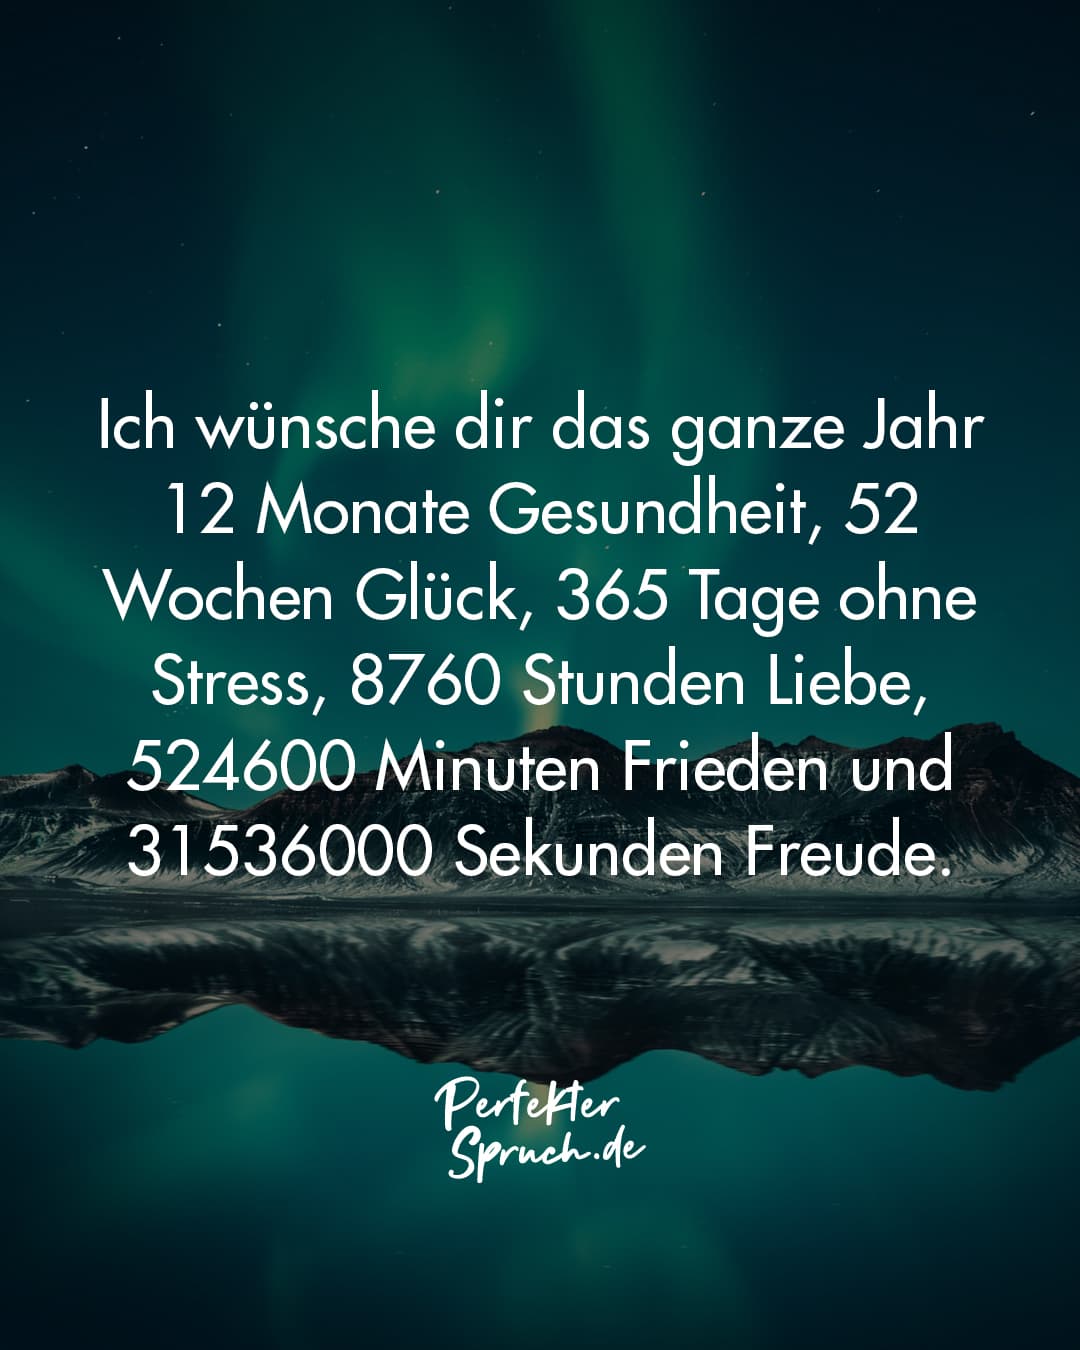 Ich wünsche dir das ganze Jahr
12 Monate Gesundheit, 52
Wochen Glück, 365 Tage ohne
Stress, 8760 Stunden Liebe,
524600 Minuten Frieden und
31536000 Sekunden Freude.
Perfekter
Spruch.de